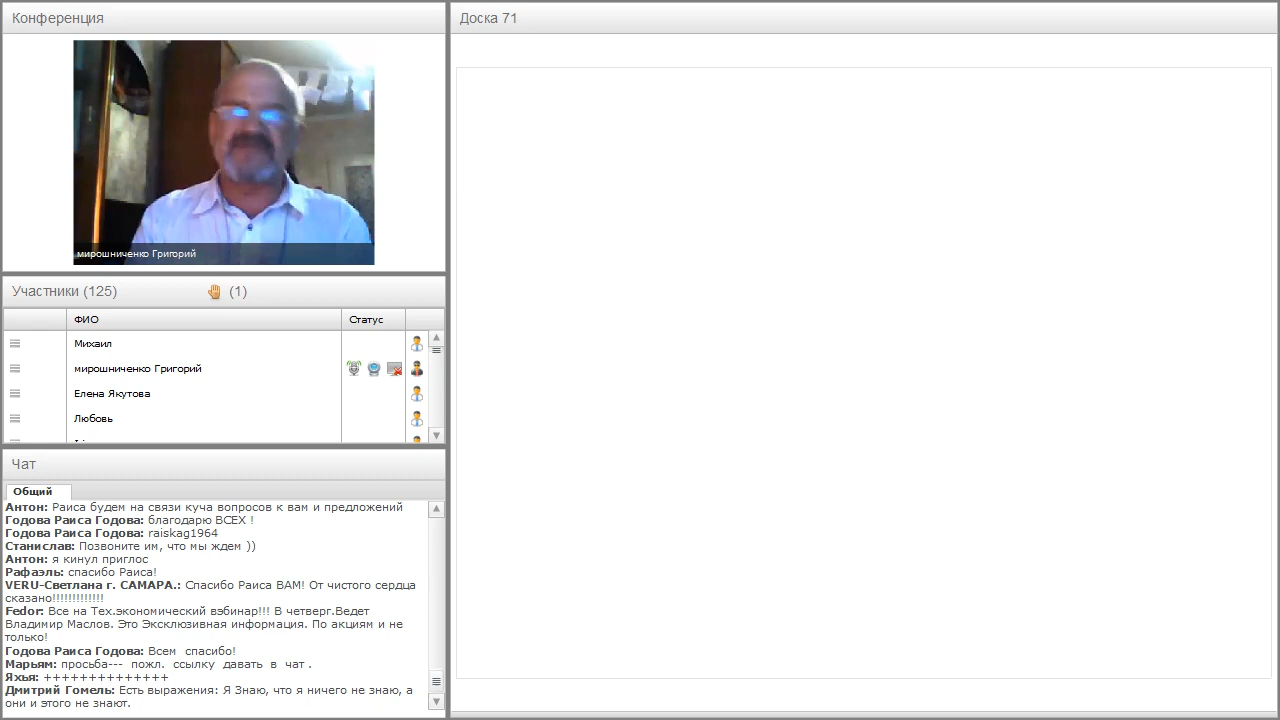 Конференция
мирошниченко Григорий
Участники (125) (1)
ФИО Статус
Михаил
мирошниченко Григорий
Елена Якутова
Любовь
Чат
Общий
Антон: Раиса будем на связи куча вопросов к вам и предложений
Годова Раиса Годова: благодарю ВСЕХ !
Годова Раиса Годова: raiskag1964
Станислав: Позвоните им, что мы ждем ))
Антон: я кинул приглос
Рафаэль: спасибо Раиса!
VERU-Светлана г. САМАРА.: Спасибо Раиса ВАМ! От чистого сердца
сказано!!!!!!!!!!!!!
Fedor: Все на Тех.экономический вэбинар!!! В четверг.Ведет
Владимир Маслов. Это Эксклюзивная информация. По акциям и не
только!
Годова Раиса Годова: Всем спасибо!
Марьям: просьба--- пожл. ссылку давать в чат .
Яхья: ++++++++++++++
Дмитрий Гомель: Есть выражения: Я Знаю, что я ничего не знаю, а
они и этого не знают.
Доска 71